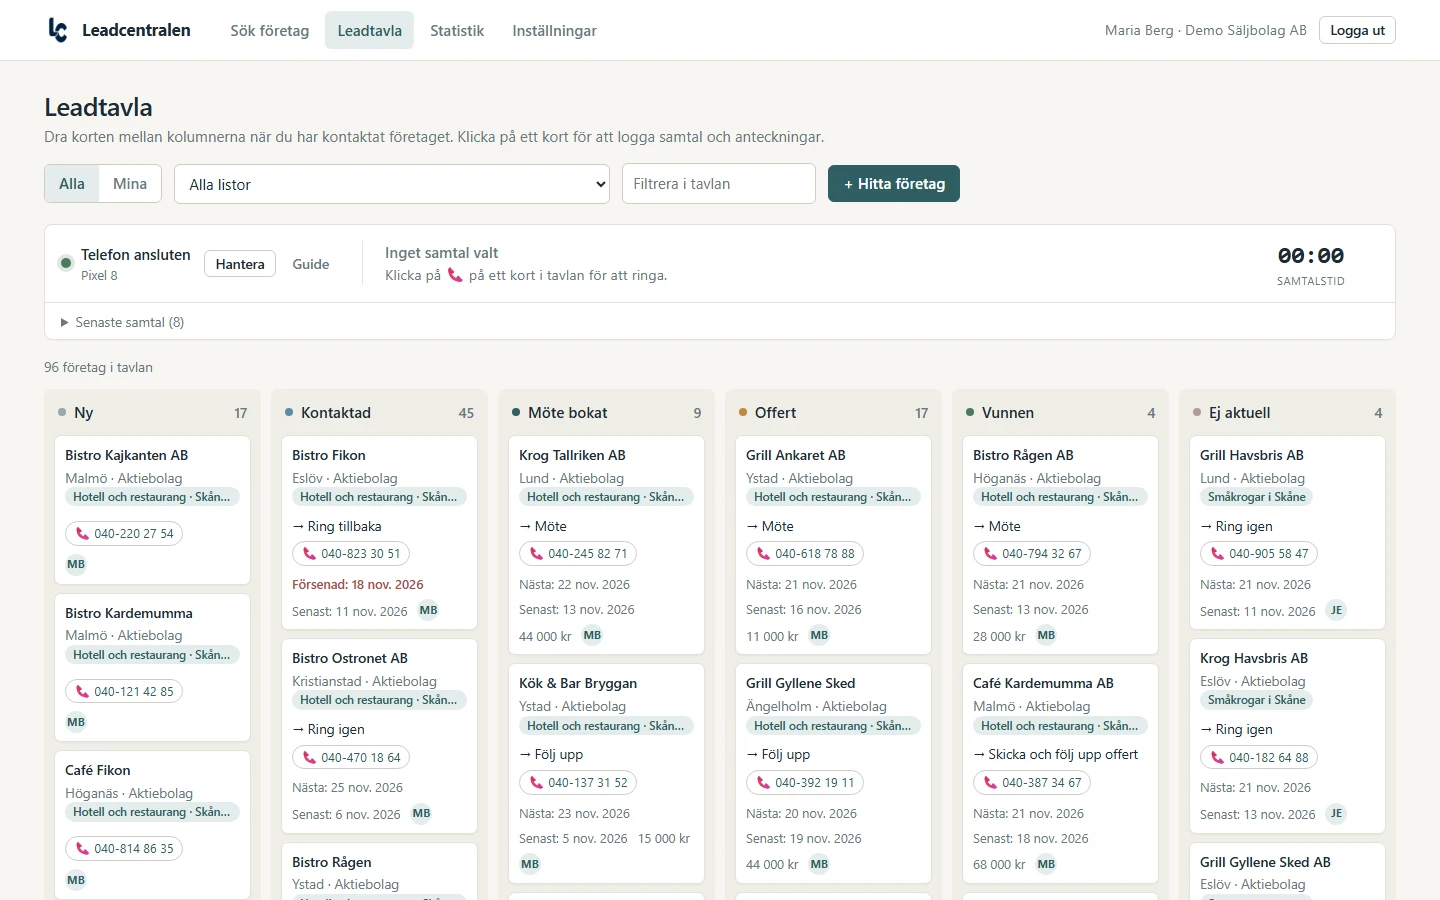 Leadcentralen
Sök företag
Leadtavla
Statistik
Inställningar
Maria Berg · Demo Säljbolag AB
Logga ut
Leadtavla
Dra korten mellan kolumnerna när du har kontaktat företaget. Klicka på ett kort för att logga samtal och anteckningar.
Alla
Mina
Alla listor
Filtrera i tavlan
+ Hitta företag
Telefon ansluten
Pixel 8
Hantera
Guide
Inget samtal valt
Klicka på 📞 på ett kort i tavlan för att ringa.
00:00
SAMTALSTID
▶ Senaste samtal (8)
96 företag i tavlan
Ny 17
Bistro Kajkanten AB
Malmö · Aktiebolag
Hotell och restaurang · Skån...
📞 040-220 27 54
MB
Bistro Kardemumma
Malmö · Aktiebolag
Hotell och restaurang · Skån...
📞 040-121 42 85
MB
Café Fikon
Höganäs · Aktiebolag
Hotell och restaurang · Skån...
📞 040-814 86 35
MB
Kontaktad 45
Bistro Fikon
Eslöv · Aktiebolag
Hotell och restaurang · Skån...
→ Ring tillbaka
📞 040-823 30 51
Försenad: 18 nov. 2026
Senast: 11 nov. 2026 MB
Bistro Ostronet AB
Kristianstad · Aktiebolag
Hotell och restaurang · Skån...
→ Ring igen
📞 040-470 18 64
Nästa: 25 nov. 2026
Senast: 6 nov. 2026 MB
Bistro Rågen
Ystad · Aktiebolag
Möte bokat 9
Krog Tallriken AB
Lund · Aktiebolag
Hotell och restaurang · Skån...
→ Möte
📞 040-245 82 71
Nästa: 22 nov. 2026
Senast: 13 nov. 2026
44 000 kr MB
Kök & Bar Bryggan
Ystad · Aktiebolag
Hotell och restaurang · Skån...
→ Följ upp
📞 040-137 31 52
Nästa: 23 nov. 2026
Senast: 5 nov. 2026 15 000 kr
MB
Offert 17
Grill Ankaret AB
Ystad · Aktiebolag
Hotell och restaurang · Skån...
→ Möte
📞 040-618 78 88
Nästa: 21 nov. 2026
Senast: 16 nov. 2026
11 000 kr MB
Grill Gyllene Sked
Ängelholm · Aktiebolag
Hotell och restaurang · Skån...
→ Följ upp
📞 040-392 19 11
Nästa: 20 nov. 2026
Senast: 19 nov. 2026
44 000 kr MB
Vunnen 4
Bistro Rågen AB
Höganäs · Aktiebolag
Hotell och restaurang · Skån...
→ Möte
📞 040-794 32 67
Nästa: 21 nov. 2026
Senast: 13 nov. 2026
28 000 kr MB
Café Kardemumma AB
Malmö · Aktiebolag
Hotell och restaurang · Skån...
→ Skicka och följ upp offert
📞 040-387 34 67
Nästa: 21 nov. 2026
Senast: 18 nov. 2026
68 000 kr MB
Ej aktuell 4
Grill Havsbris AB
Lund · Aktiebolag
Småkrogar i Skåne
→ Ring igen
📞 040-905 58 47
Nästa: 21 nov. 2026
Senast: 11 nov. 2026 JE
Krog Havsbris AB
Eslöv · Aktiebolag
Småkrogar i Skåne
→ Ring igen
📞 040-182 64 88
Nästa: 21 nov. 2026
Senast: 13 nov. 2026 JE
Grill Gyllene Sked AB
Eslöv · Aktiebolag